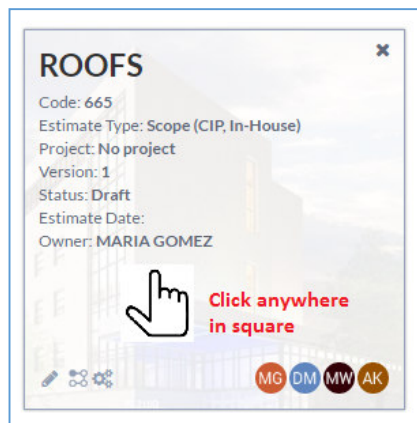 ROOFS
Code: 665
Estimate Type: Scope (CIP, In-House)
Project: No project
Version: 1
Status: Draft
Estimate Date:
Owner: MARIA GOMEZ
Click anywhere
in square
MG DM MW AK